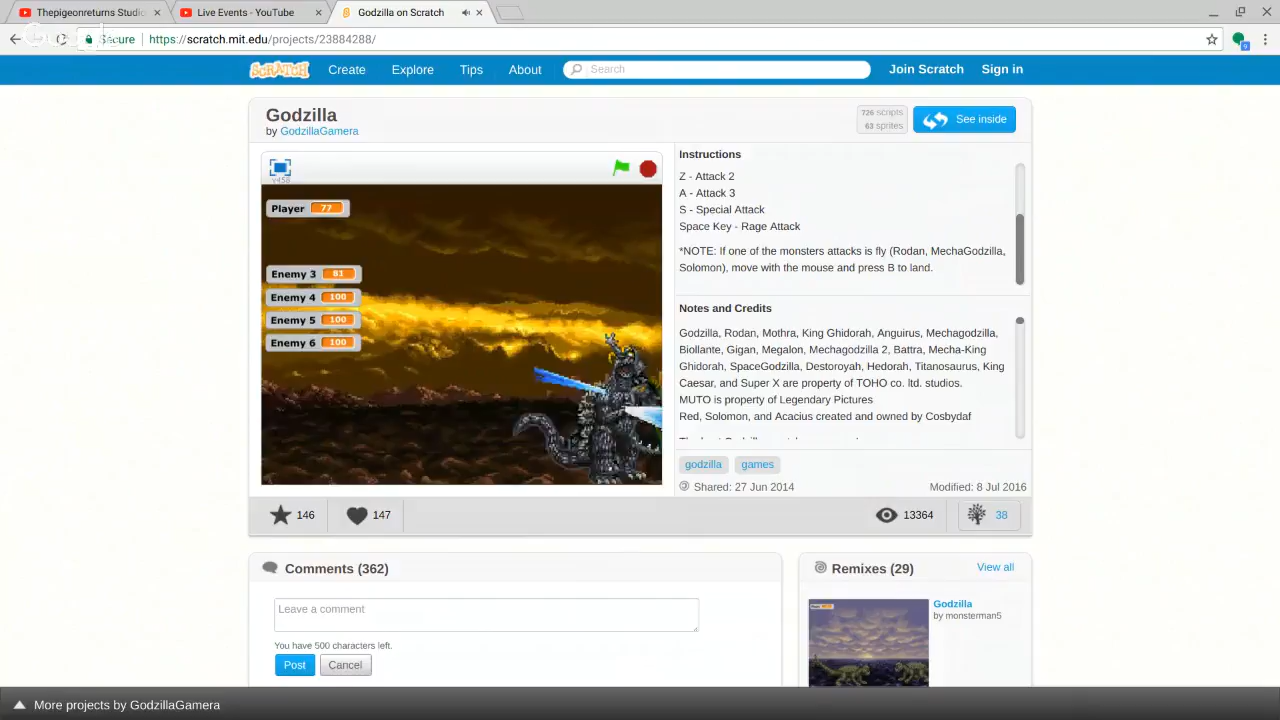 Thepigeonreturns Studio
Live Events - YouTube
Godzilla on Scratch
Secure
https://scratch.mit.edu/projects/23884288/
SCRATCH
Create
Explore
Tips
About
Search
Join Scratch
Sign in
Godzilla
by GodzillaGamera
726 scripts
63 sprites
See inside
v458
Player 77
Enemy 3 81
Enemy 4 100
Enemy 5 100
Enemy 6 100
Instructions
Z - Attack 2
A - Attack 3
S - Special Attack
Space Key - Rage Attack
*NOTE: If one of the monsters attacks is fly (Rodan, MechaGodzilla,
Solomon), move with the mouse and press B to land.
Notes and Credits
Godzilla, Rodan, Mothra, King Ghidorah, Anguirus, Mechagodzilla,
Biollante, Gigan, Megalon, Mechagodzilla 2, Battra, Mecha-King
Ghidorah, SpaceGodzilla, Destoroyah, Hedorah, Titanosaurus, King
Caesar, and Super X are property of TOHO co. ltd. studios.
MUTO is property of Legendary Pictures
Red, Solomon, and Acacius created and owned by Cosbydaf
godzilla
games
Shared: 27 Jun 2014
Modified: 8 Jul 2016
146
147
13364
38
Comments (362)
Leave a comment
You have 500 characters left.
Post
Cancel
Remixes (29)
View all
Godzilla
by monsterman5
More projects by GodzillaGamera